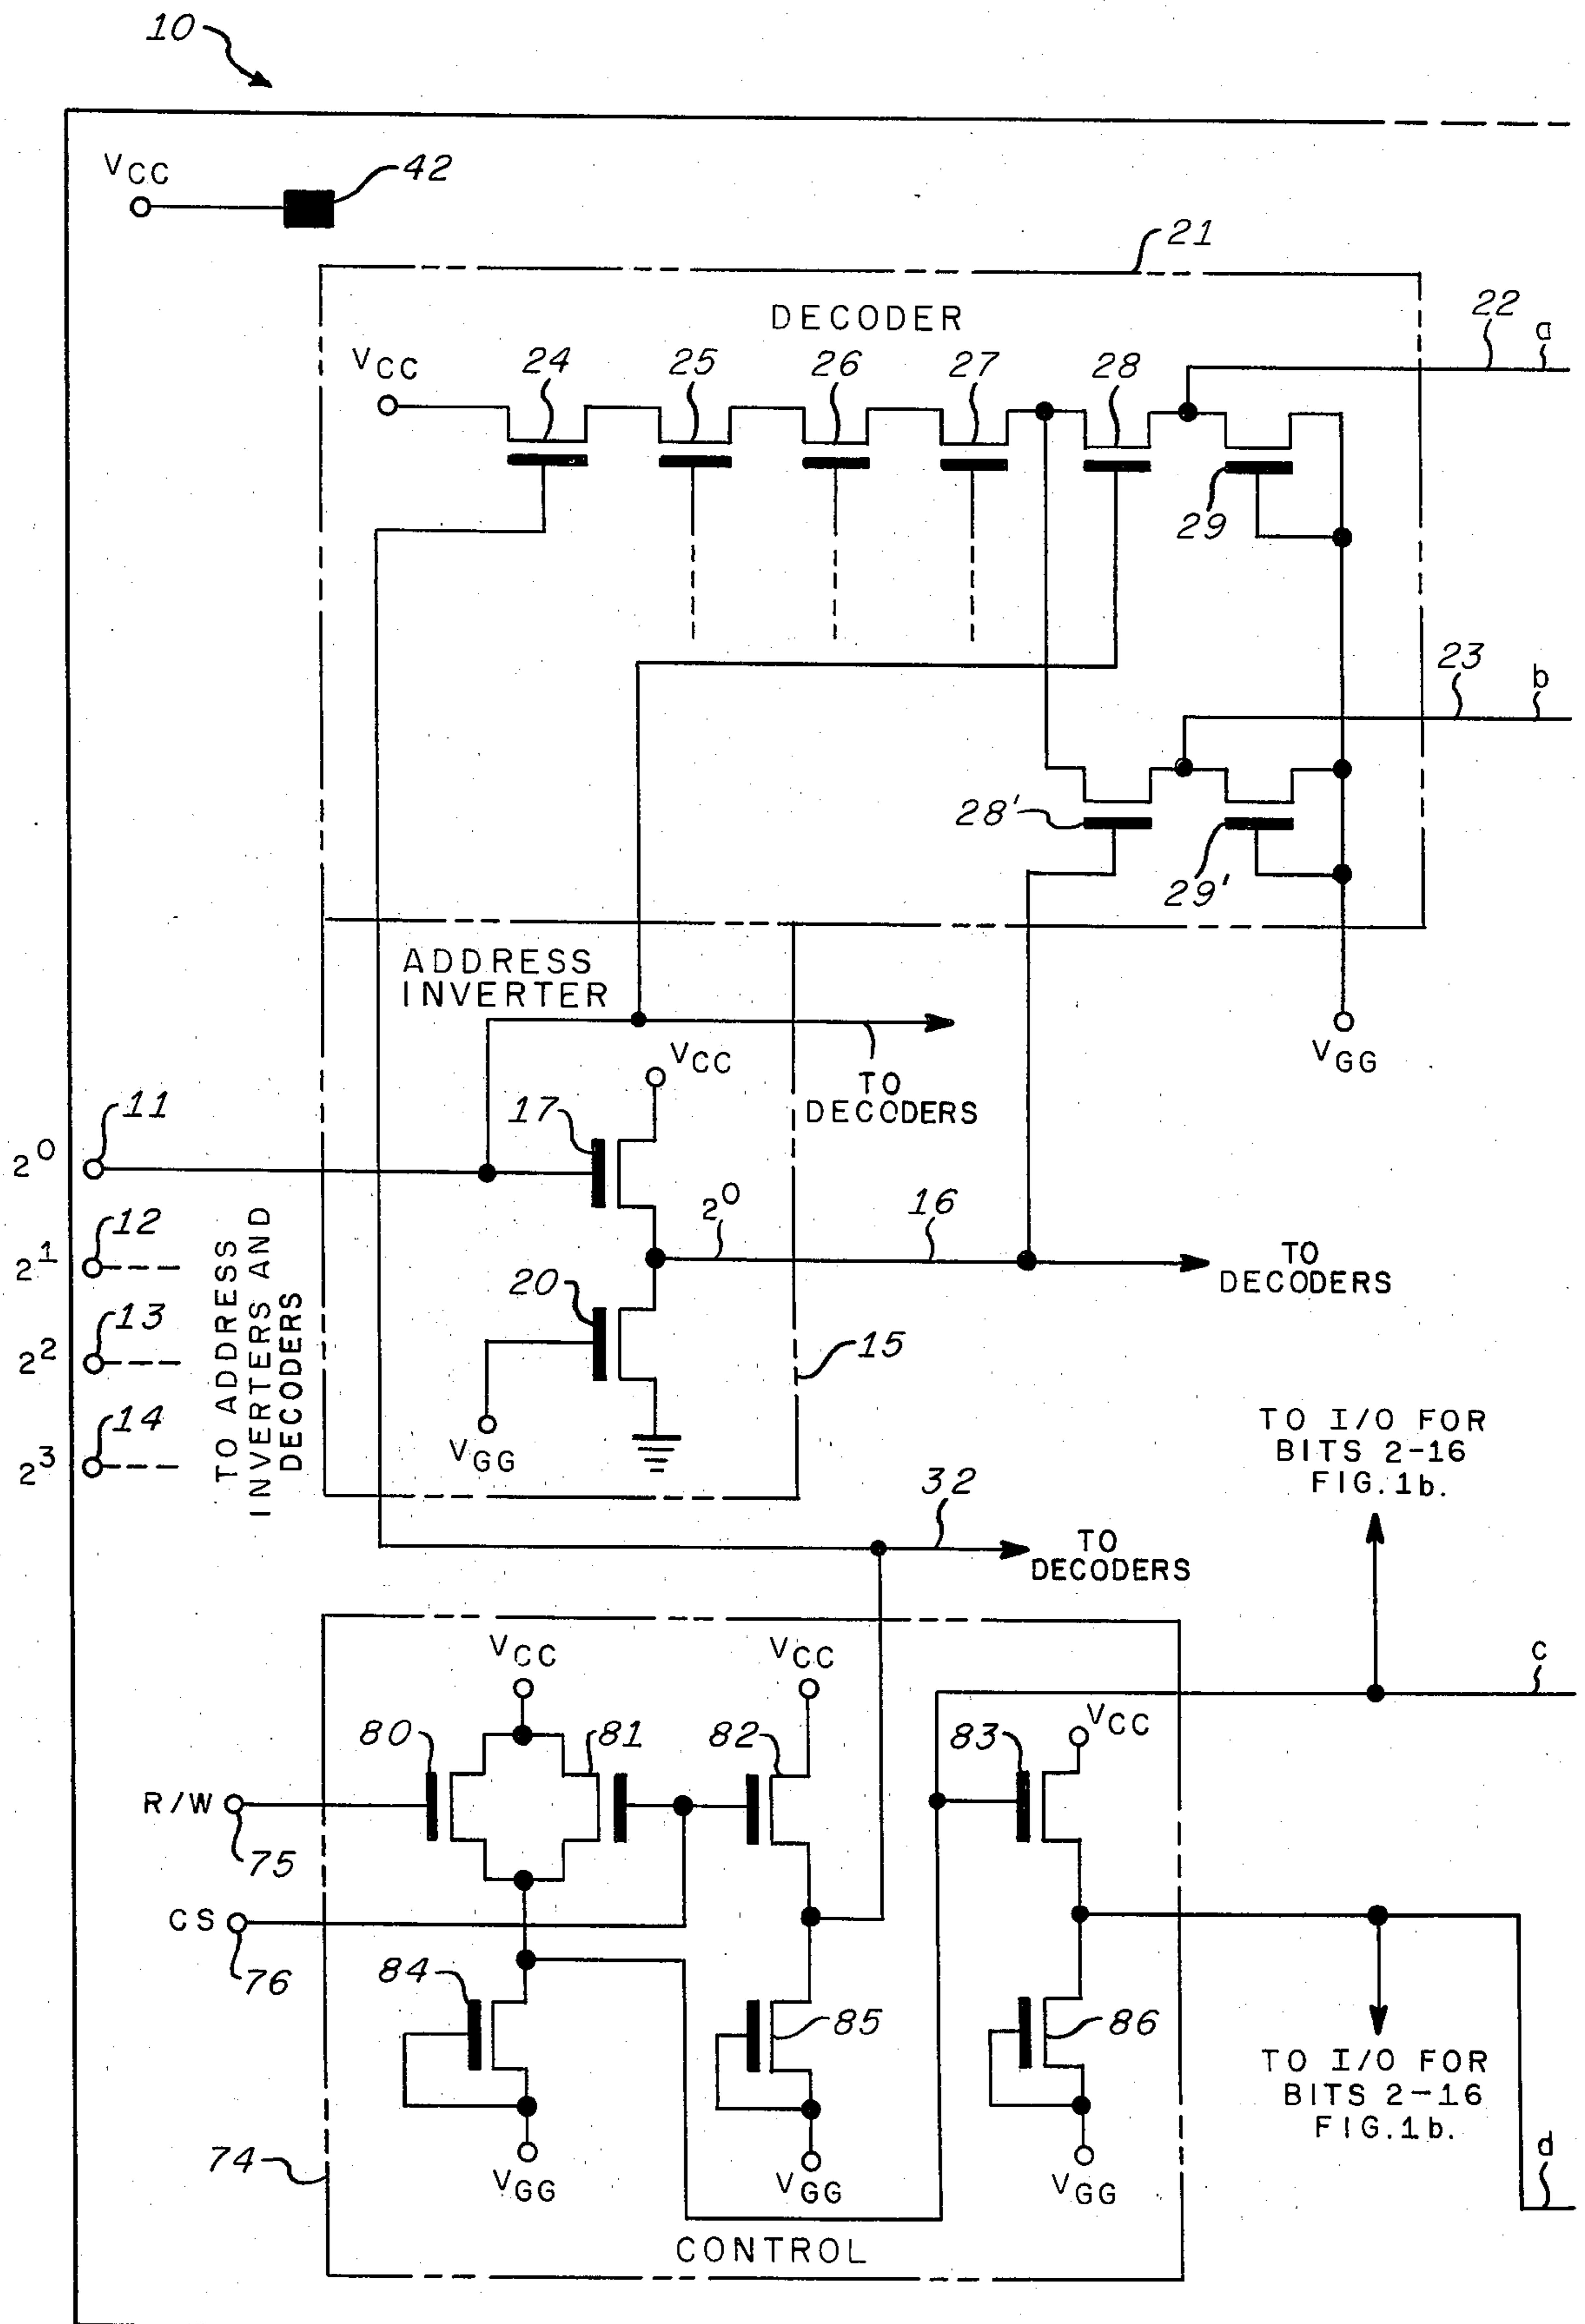 10
VCC
42
21
DECODER
22
a
VCC
24
25
26
27
28
29
23
b
28'
29'
ADDRESS
INVERTER
VCC
TO
DECODERS
VGG
11
2⁰
17
12
2¹
2⁰
16
TO
DECODERS
13
2²
20
15
14
2³
TO ADDRESS
INVERTERS AND
DECODERS
VGG
TO I/O FOR
BITS 2-16
FIG.1b.
32
TO
DECODERS
VCC
VCC
c
80
81
82
83
VCC
R/W
75
CS
76
84
85
86
TO I/O FOR
BITS 2-16
FIG.1b.
d
74
VGG
VGG
VGG
CONTROL